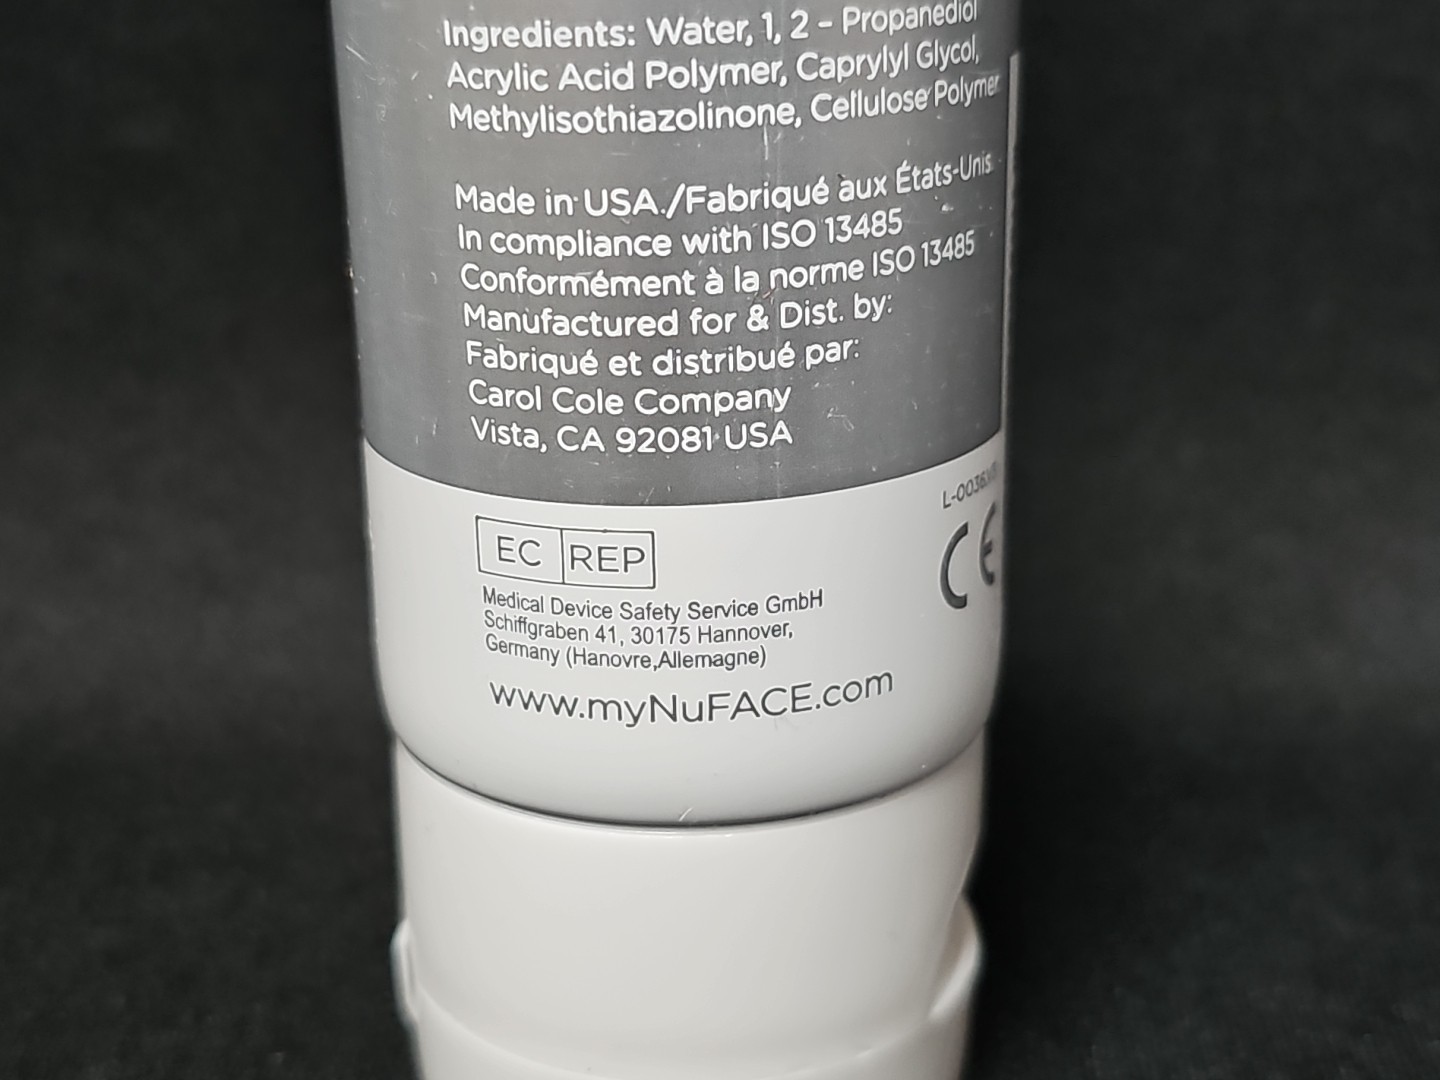 Ingredients: Water, 1, 2 - Propanediol
Acrylic Acid Polymer, Caprylyl Glycol,
Methylisothiazolinone, Cellulose Polymer
Made in USA./Fabriqué aux États-Unis
In compliance with ISO 13485
Conformément à la norme ISO 13485
Manufactured for & Dist. by:
Fabriqué et distribué par:
Carol Cole Company
Vista, CA 92081 USA
EC REP
CE
Medical Device Safety Service GmbH
Schiffgraben 41, 30175 Hannover,
Germany (Hanovre,Allemagne)
www.myNuFACE.com